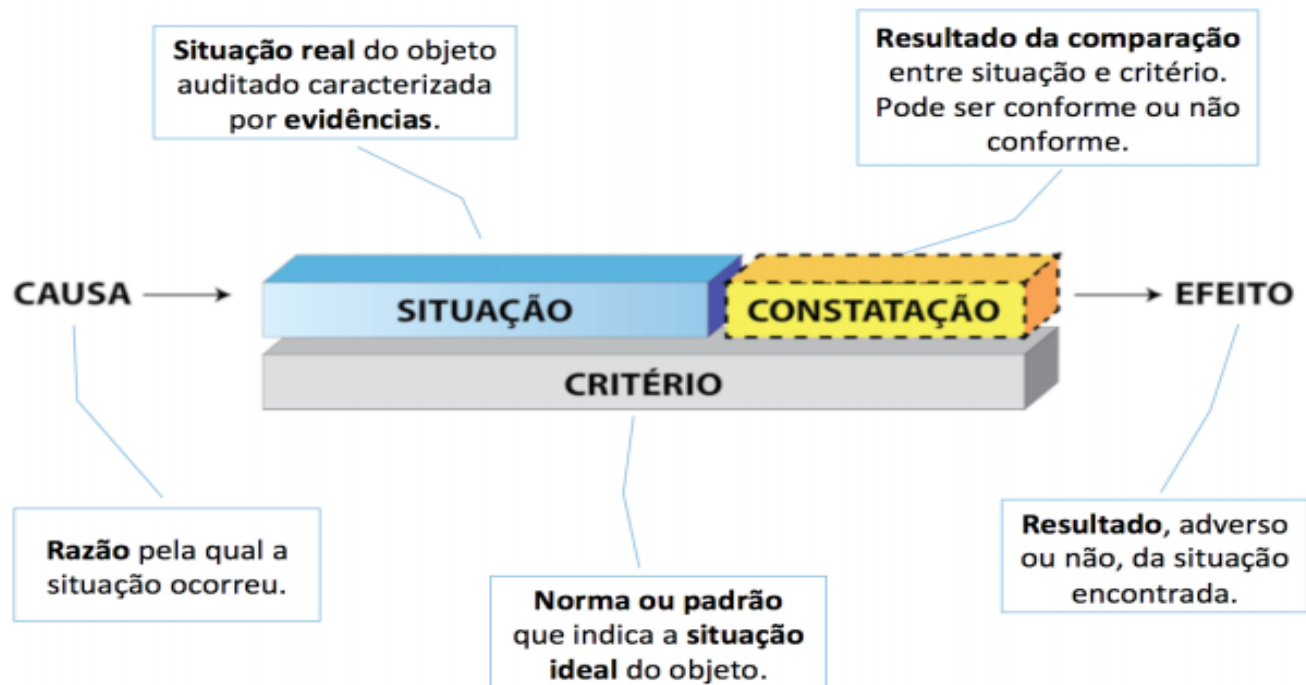 Situação real do objeto
auditado caracterizada
por evidências.
Resultado da comparação
entre situação e critério.
Pode ser conforme ou não
conforme.
CAUSA
SITUAÇÃO
CONSTATAÇÃO
EFEITO
CRITÉRIO
Razão pela qual a
situação ocorreu.
Norma ou padrão
que indica a situação
ideal do objeto.
Resultado, adverso
ou não, da situação
encontrada.